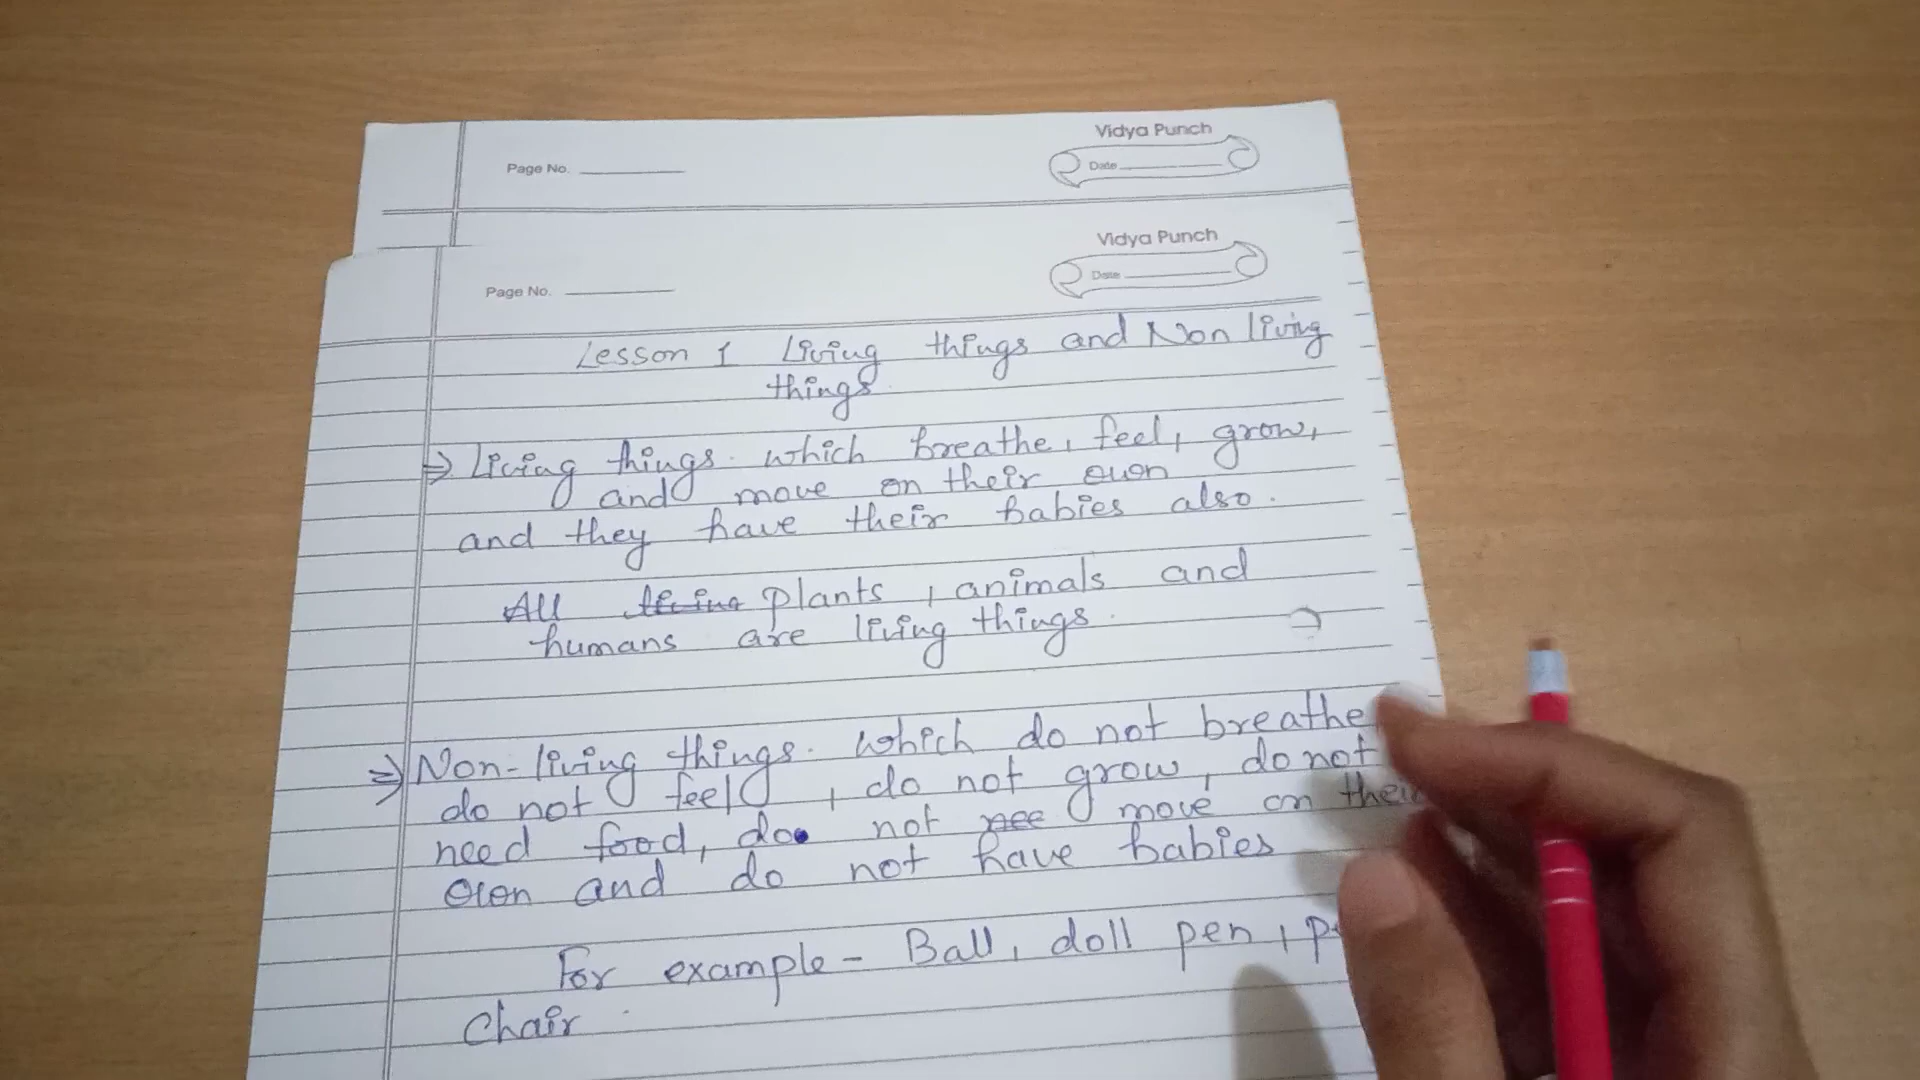 Vidya Punch
Page No.
Date
Vidya Punch
Page No.
Date
Lesson 1 Living things and Non living
things
⇒ Living things. which breathe, feel, grow,
and move on their own
and they have their babies also.
All plants, animals and
humans are living things.
⇒ Non-living things. which do not breathe
do not feel, do not grow, do not
need food, do not nee move on their
own and do not have babies
For example - Ball, doll pen,
Chair.